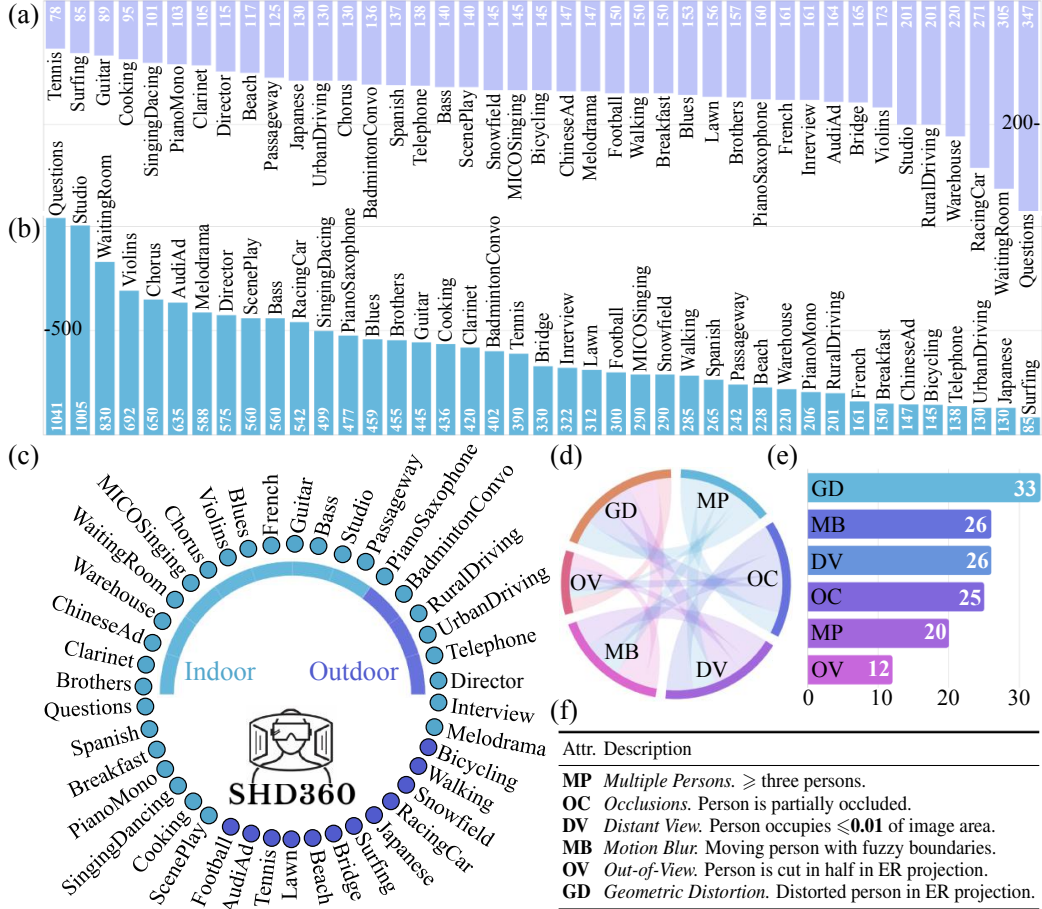 (a)
78 85 89 95 101 103 105 115 117 125 130 130 130 136 137 138 140 140 145 145 145 147 147 150 150 150 153 156 157 160 161 161 164 165 173 201 201 220 271 305 347
Tennis Surfing Guitar Cooking SingingDacing PianoMono Clarinet Director Beach Passageway Japanese UrbanDriving Chorus BadmintonConvo Spanish Telephone Bass ScenePlay Snowfield MICOSinging Bicycling ChineseAd Melodrama Football Walking Breakfast Blues Lawn Brothers PianoSaxophone French Inrerview AudiAd Bridge Violins Studio RuralDriving Warehouse RacingCar WaitingRoom Questions
200-
(b)
Questions Studio WaitingRoom Violins Chorus AudiAd Melodrama Director ScenePlay Bass RacingCar SingingDacing PianoSaxophone Blues Brothers Guitar Cooking Clarinet BadmintonConvo Tennis Bridge Inrerview Lawn Football MICOSinging Snowfield Walking Spanish Passageway Beach Warehouse PianoMono RuralDriving French Breakfast ChineseAd Bicycling Telephone UrbanDriving Japanese Surfing
-500
1041 1005 830 692 650 635 588 575 560 560 542 499 477 459 455 445 436 420 402 390 330 322 312 300 290 290 285 265 242 228 220 206 201 161 150 147 145 138 130 130 85
(c)
ScenePlay
Cooking
SingingDancing
PianoMono
Breakfast
Spanish
Questions
Brothers
Clarinet
ChineseAd
Warehouse
WaitingRoom
MICOSinging
Chorus
Violins
Blues
French
Guitar
Bass
Studio
Passageway
PianoSaxophone
BadmintonConvo
RuralDriving
UrbanDriving
Telephone
Director
Interview
Melodrama
Bicycling
Walking
Snowfield
RacingCar
Japanese
Surfing
Bridge
Beach
Lawn
Tennis
AudiAd
Football
Indoor
Outdoor
SHD360
(d)
GD
MP
OV
OC
MB
DV
(e)
GD 33
MB 26
DV 26
OC 25
MP 20
OV 12
0 10 20 30
(f)
Attr. Description
MP Multiple Persons. ⩾ three persons.
OC Occlusions. Person is partially occluded.
DV Distant View. Person occupies ⩽0.01 of image area.
MB Motion Blur. Moving person with fuzzy boundaries.
OV Out-of-View. Person is cut in half in ER projection.
GD Geometric Distortion. Distorted person in ER projection.